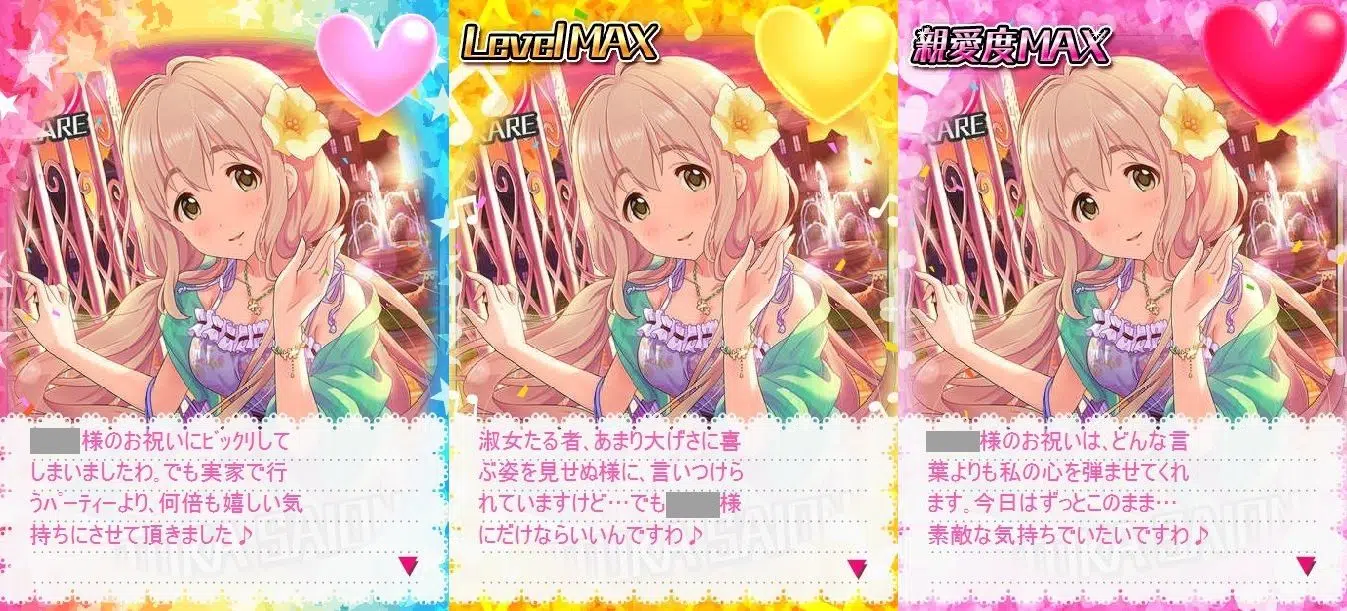 RARE
様のお祝いにﾋﾞｯｸﾘして
しまいましたわ。でも実家で行
うﾊﾟｰﾃｨｰより、何倍も嬉しい気
持ちにさせて頂きました♪
▼
Level MAX
RARE
淑女たる者、あまり大げさに喜
ぶ姿を見せぬ様に、言いつけら
れていますけど…でも 様
にだけならいいんですわ♪
▼
親愛度MAX
RARE
様のお祝いは、どんな言
葉よりも私の心を弾ませてくれ
ます。今日はずっとこのまま…
素敵な気持ちでいたいですわ♪
▼